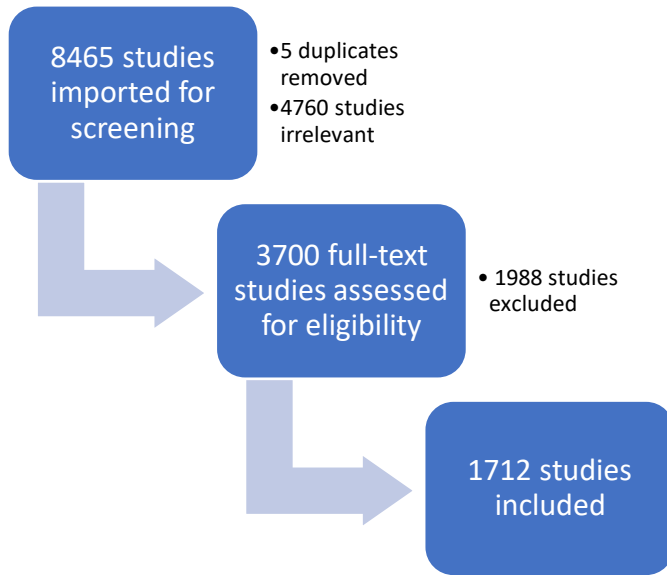 8465 studies
imported for
screening
•5 duplicates
removed
•4760 studies
irrelevant
3700 full-text
studies assessed
for eligibility
• 1988 studies
excluded
1712 studies
included